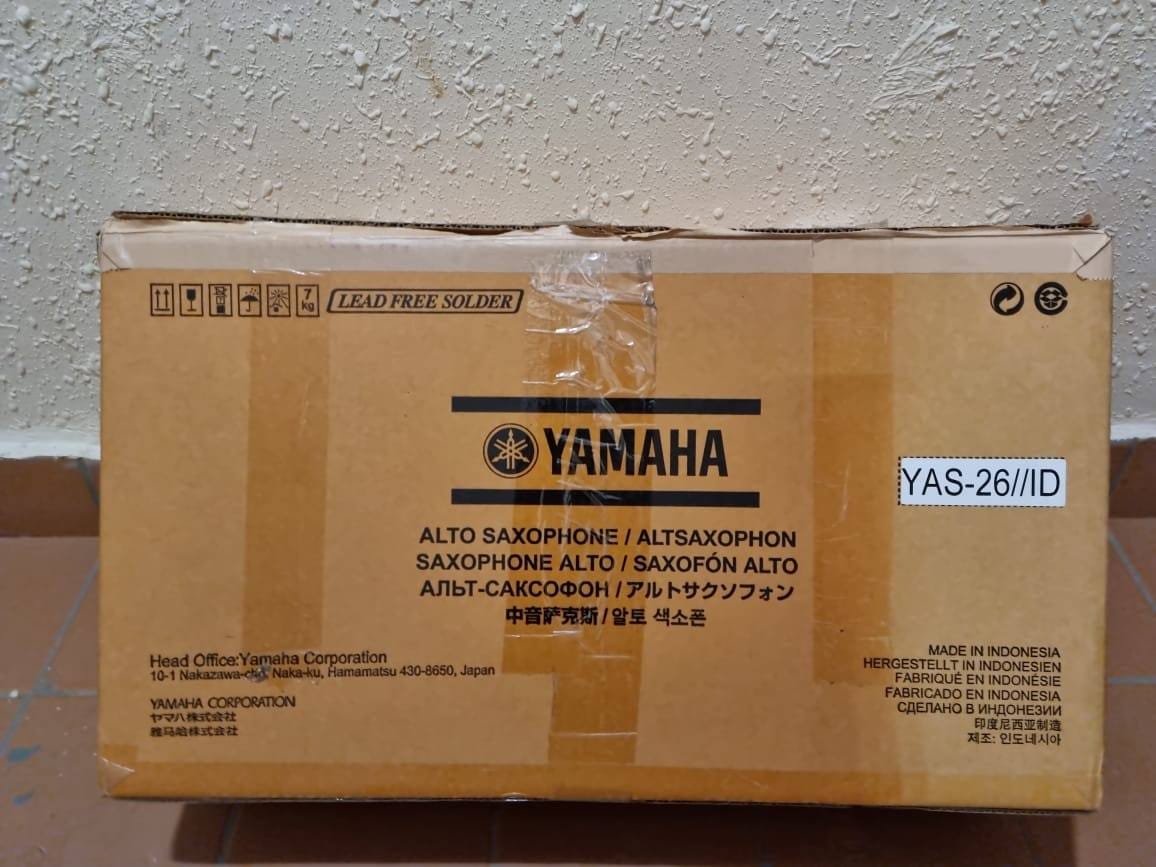 7 kg LEAD FREE SOLDER
YAMAHA
YAS-26//ID
ALTO SAXOPHONE / ALTSAXOPHON
SAXOPHONE ALTO / SAXOFÓN ALTO
АЛЬТ-САКСОФОН / アルトサクソフォン
中音萨克斯 / 알토 색소폰
Head Office:Yamaha Corporation
10-1 Nakazawa-cho, Naka-ku, Hamamatsu 430-8650, Japan
YAMAHA CORPORATION
ヤマハ株式会社
雅马哈株式会社
MADE IN INDONESIA
HERGESTELLT IN INDONESIEN
FABRIQUÉ EN INDONÉSIE
FABRICADO EN INDONESIA
СДЕЛАНО В ИНДОНЕЗИИ
印度尼西亚制造
제조: 인도네시아